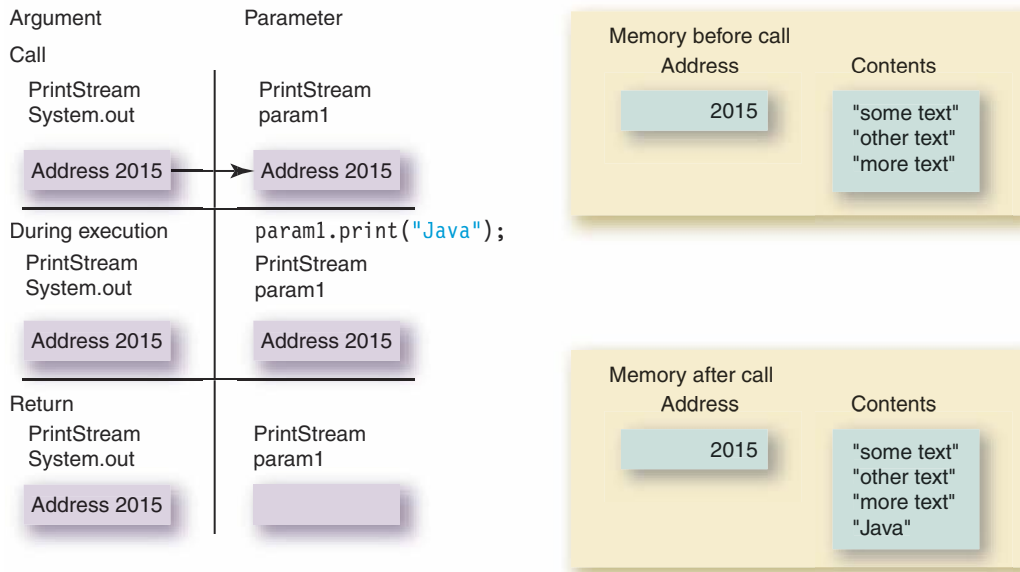 Argument
Parameter
Call
PrintStream
System.out
PrintStream
param1
Address 2015
Address 2015
During execution
param1.print("Java");
PrintStream
System.out
PrintStream
param1
Address 2015
Address 2015
Return
PrintStream
System.out
PrintStream
param1
Address 2015
Memory before call
Address
Contents
2015
"some text"
"other text"
"more text"
Memory after call
Address
Contents
2015
"some text"
"other text"
"more text"
"Java"